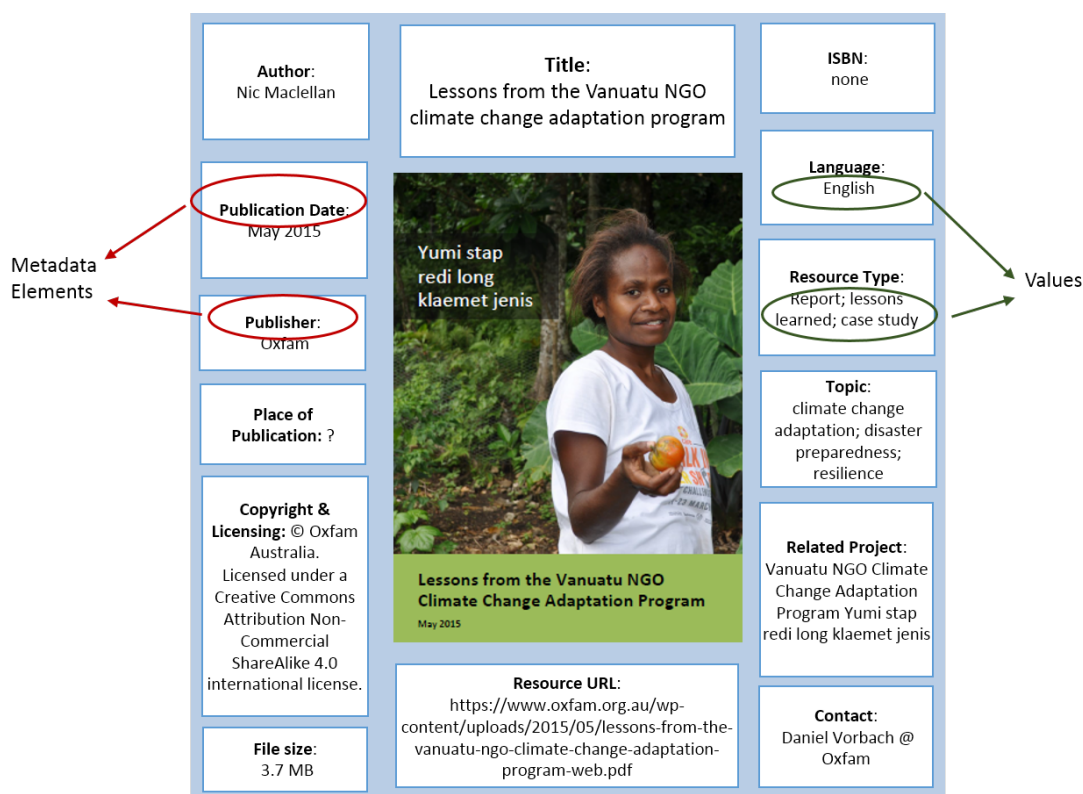 Author:
Nic Maclellan
Title:
Lessons from the Vanuatu NGO
climate change adaptation program
ISBN:
none
Publication Date:
May 2015
Language:
English
Metadada
Elements
Values
Publisher:
Oxfam
Resource Type:
Report; lessons
learned; case study
Yumi stap
redi long
klaemet jenis
Place of
Publication: ?
Topic:
climate change
adaptation; disaster
preparedness;
resilience
Copyright &
Licensing: © Oxfam
Australia.
Licensed under a
Creative Commons
Attribution Non-
Commercial
ShareAlike 4.0
international license.
Related Project:
Vanuatu NGO Climate
Change Adaptation
Program Yumi stap
redi long klaemet jenis
Lessons from the Vanuatu NGO
Climate Change Adaptation Program
May 2015
File size:
3.7 MB
Resource URL:
https://www.oxfam.org.au/wp-
content/uploads/2015/05/lessons-from-the-
vanuatu-ngo-climate-change-adaptation-
program-web.pdf
Contact:
Daniel Vorbach @
Oxfam